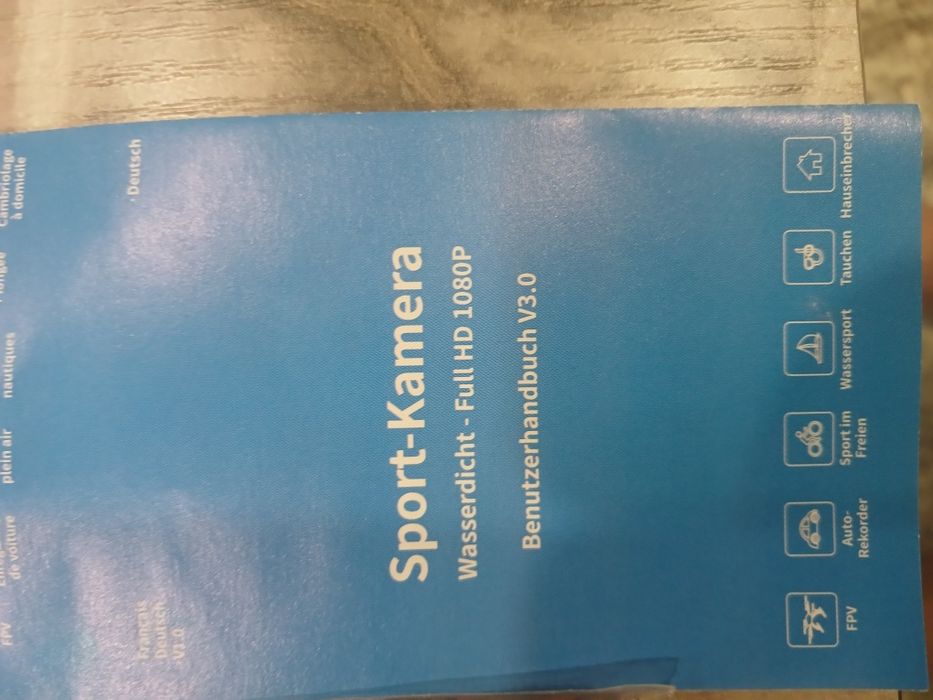 Cambriolage
à domicile
nautiques
plein air
de voiture
FPV
Deutsch
Français
Deutsch
V1.0
Sport-Kamera
Wasserdicht - Full HD 1080P
Benutzerhandbuch V3.0
FPV
Auto-
Rekorder
Sport im
Freien
Wassersport
Tauchen
Hauseinbrecher